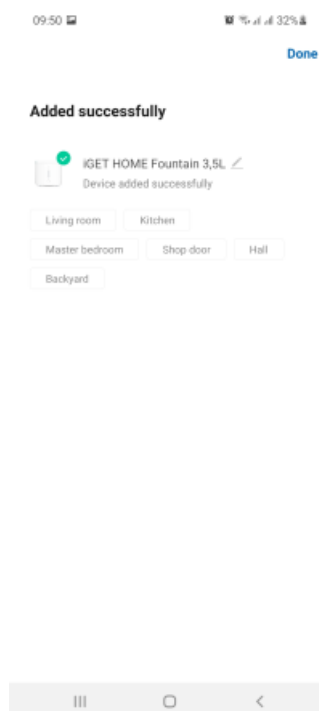 09:50 32%
Done
Added successfully
iGET HOME Fountain 3,5L
Device added successfully
Living room Kitchen
Master bedroom Shop door Hall
Backyard